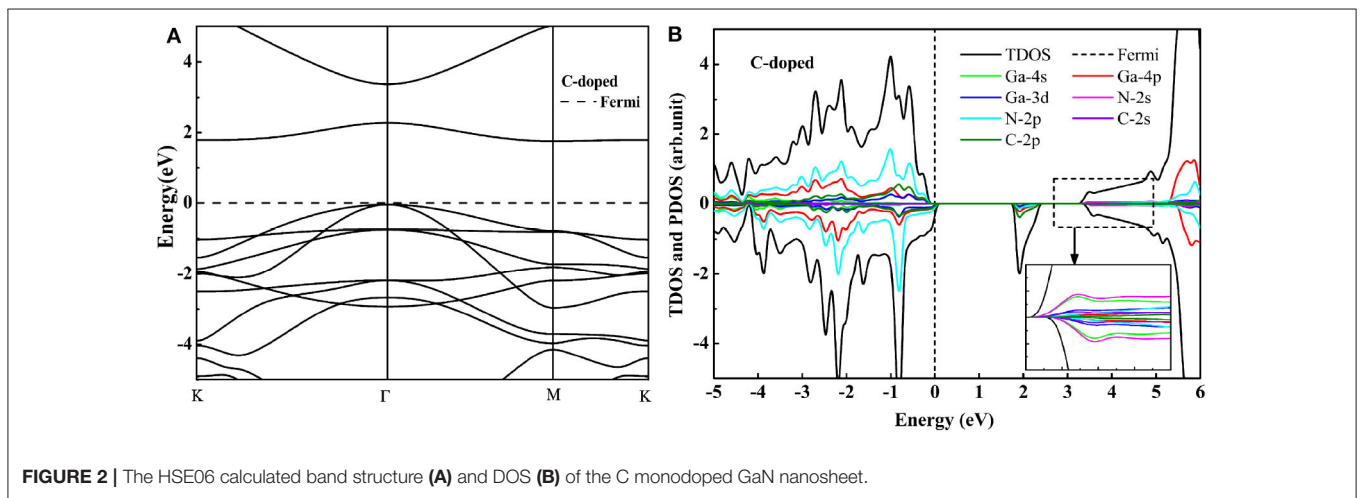 A
4
2
0
-2
-4
Energy(eV)
C-doped
Fermi
K
Γ
M
K
B
4
2
0
-2
-4
TDOS and PDOS (arb.unit)
C-doped
TDOS
Fermi
Ga-4s
Ga-4p
Ga-3d
N-2s
N-2p
C-2s
C-2p
-5 -4 -3 -2 -1 0 1 2 3 4 5 6
Energy (eV)
FIGURE 2 | The HSE06 calculated band structure (A) and DOS (B) of the C monodoped GaN nanosheet.